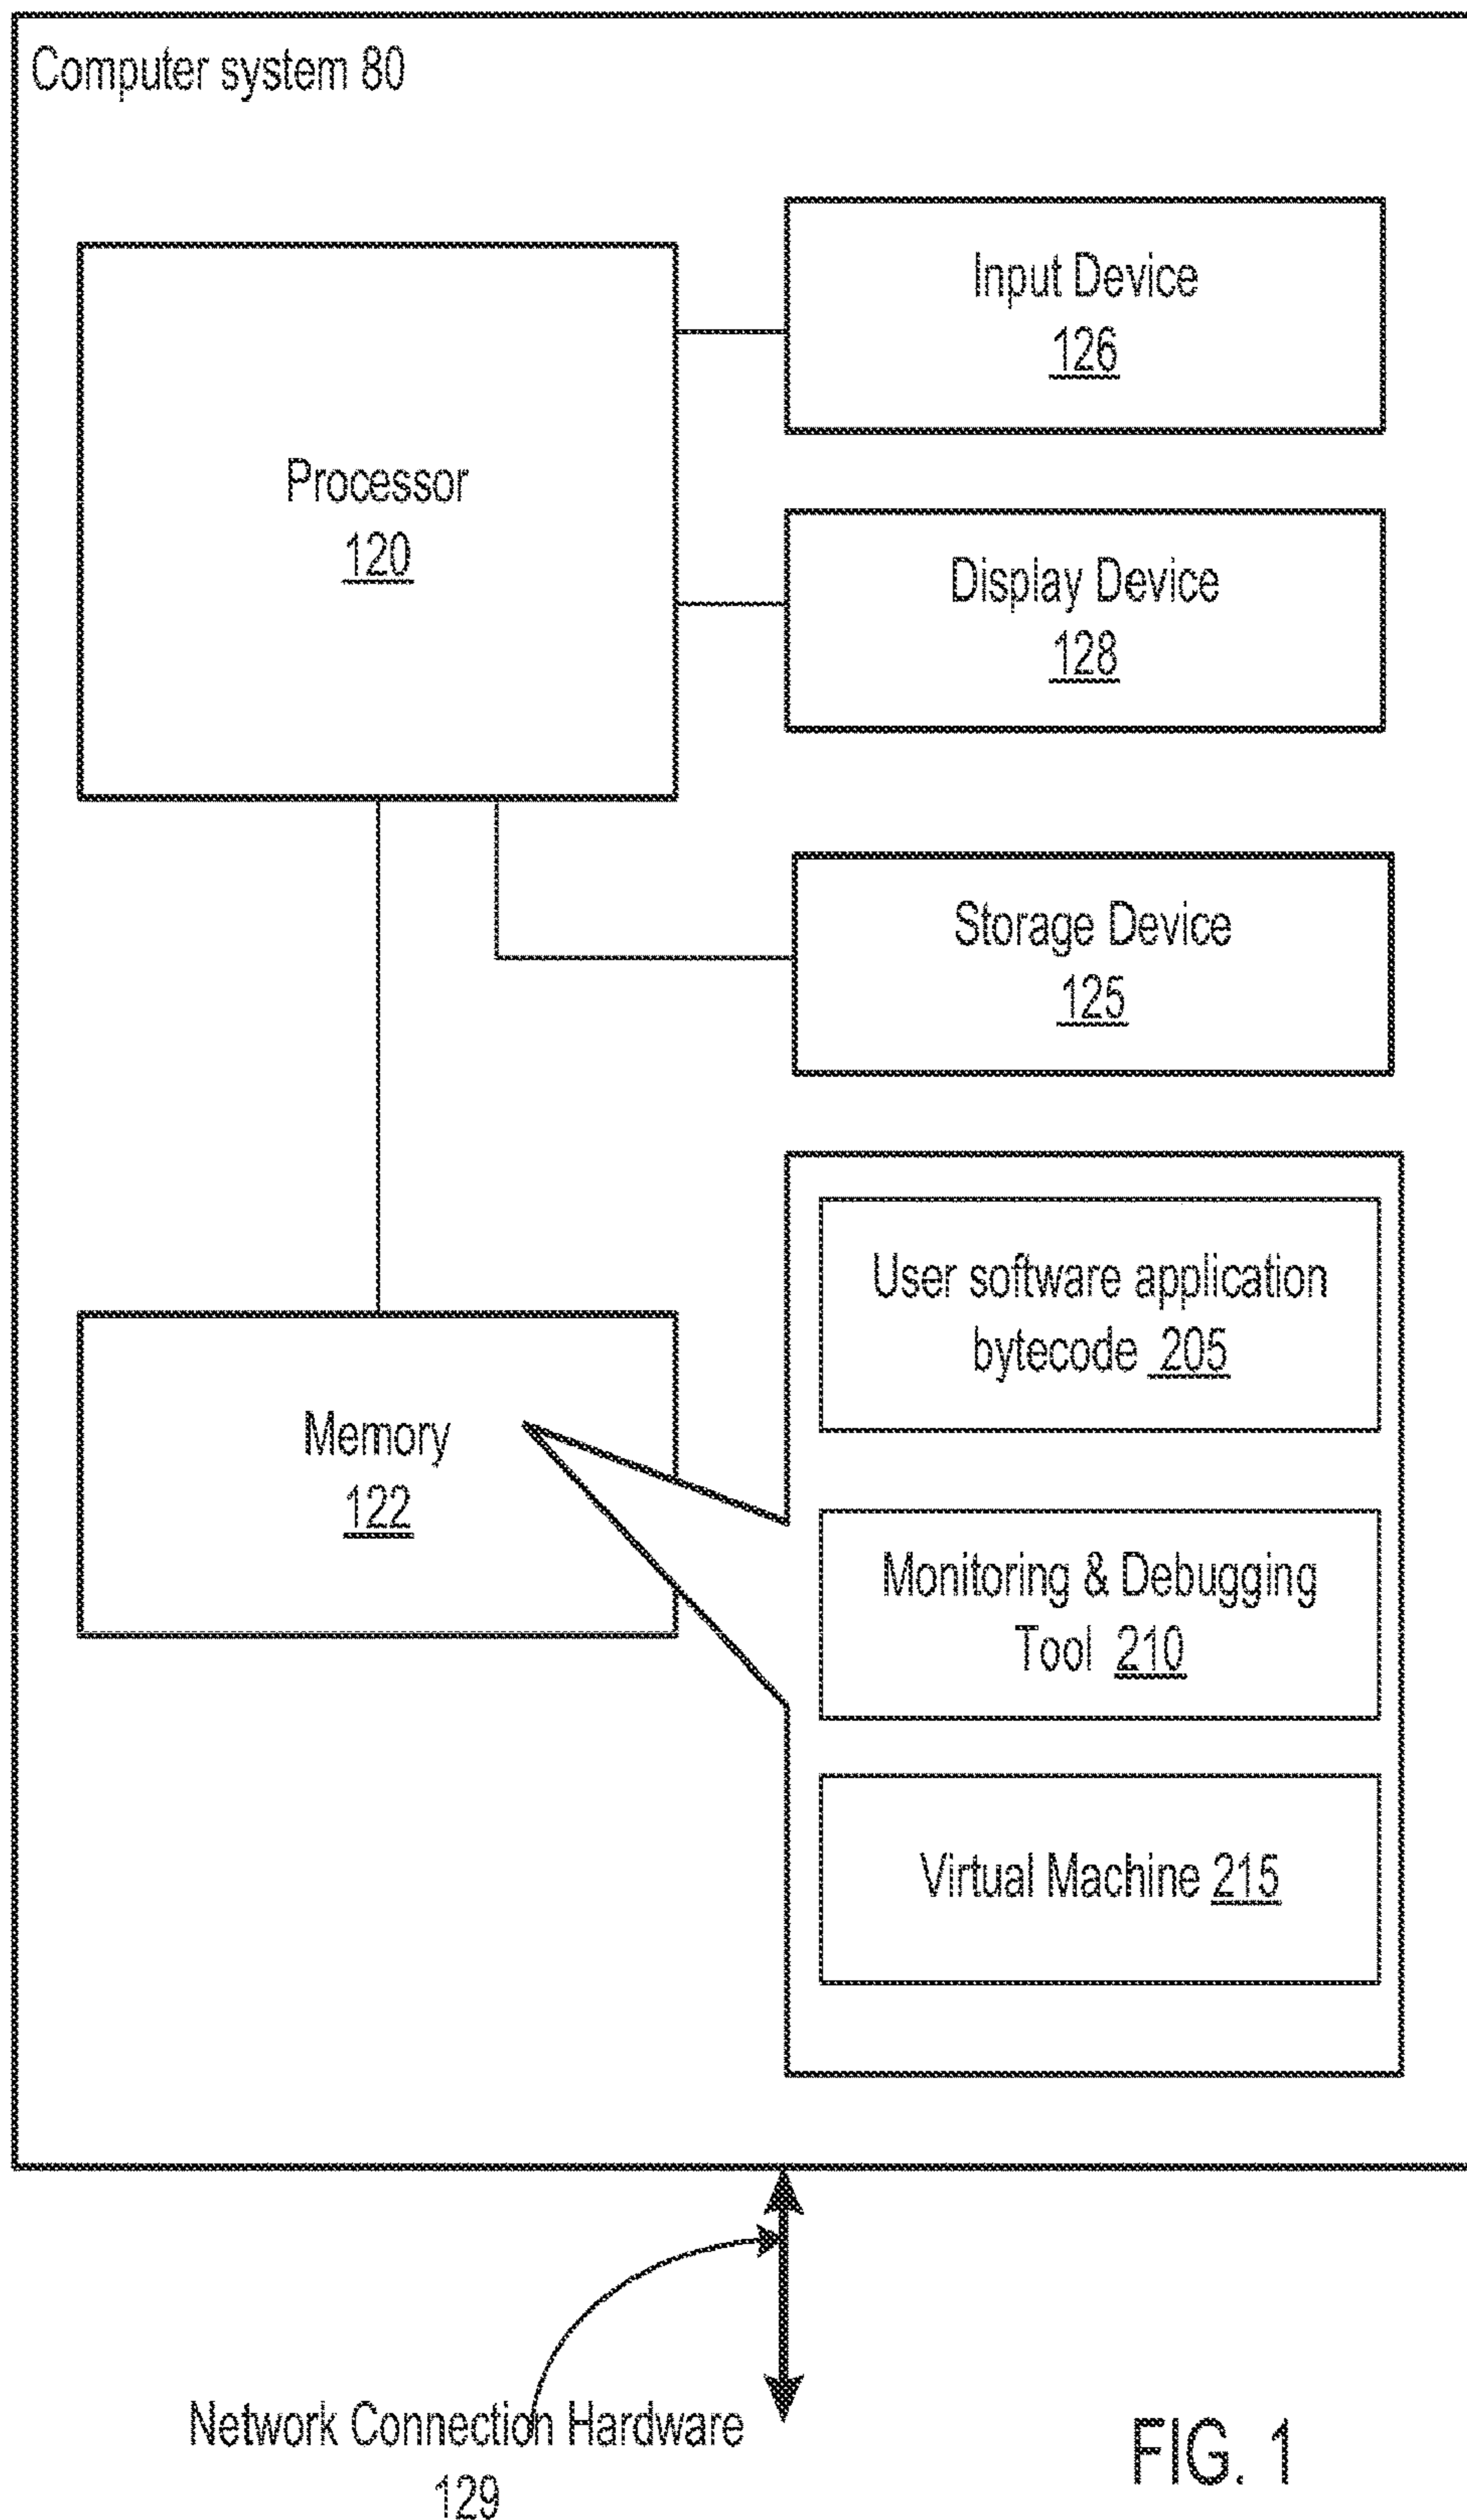 Computer system 80
Input Device
126
Processor
120
Display Device
128
Storage Device
125
User software application
bytecode 205
Memory
122
Monitoring & Debugging
Tool 210
Virtual Machine 215
Network Connection Hardware
129
FIG. 1